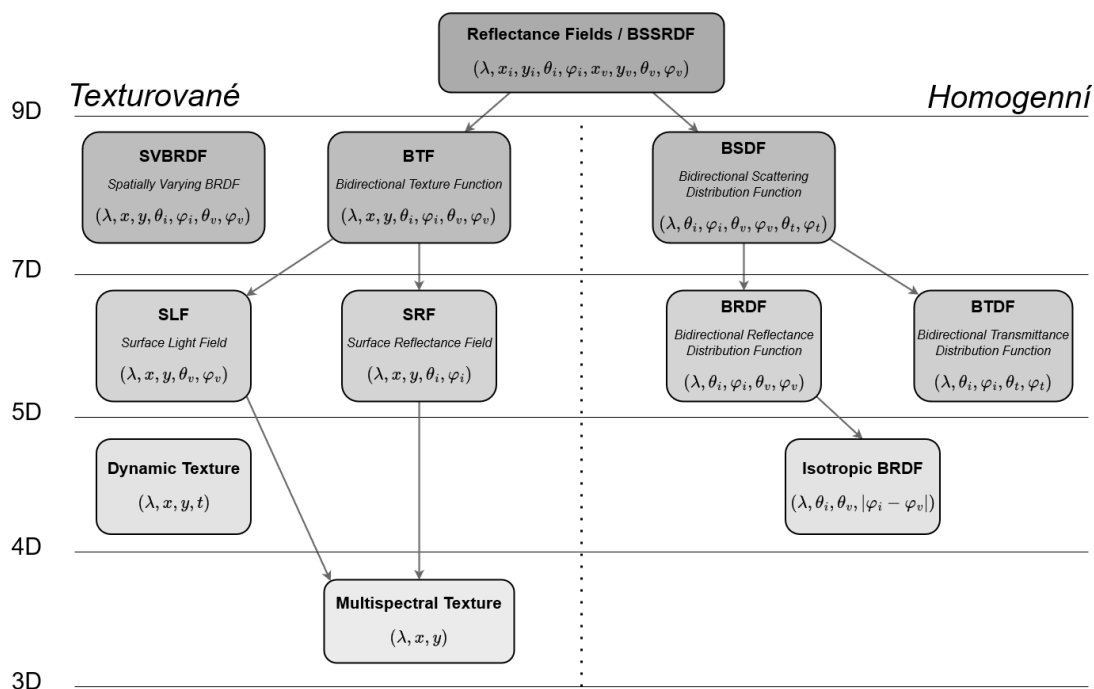 Reflectance Fields / BSSRDF
(λ, x_i, y_i, θ_i, φ_i, x_v, y_v, θ_v, φ_v)
Texturované
Homogenní
9D
SVBRDF
Spatially Varying BRDF
(λ, x, y, θ_i, φ_i, θ_v, φ_v)
BTF
Bidirectional Texture Function
(λ, x, y, θ_i, φ_i, θ_v, φ_v)
BSDF
Bidirectional Scattering
Distribution Function
(λ, θ_i, φ_i, θ_v, φ_v, θ_t, φ_t)
7D
SLF
Surface Light Field
(λ, x, y, θ_v, φ_v)
SRF
Surface Reflectance Field
(λ, x, y, θ_i, φ_i)
BRDF
Bidirectional Reflectance
Distribution Function
(λ, θ_i, φ_i, θ_v, φ_v)
BTDF
Bidirectional Transmittance
Distribution Function
(λ, θ_i, φ_i, θ_t, φ_t)
5D
Dynamic Texture
(λ, x, y, t)
Isotropic BRDF
(λ, θ_i, θ_v, |φ_i − φ_v|)
4D
Multispectral Texture
(λ, x, y)
3D